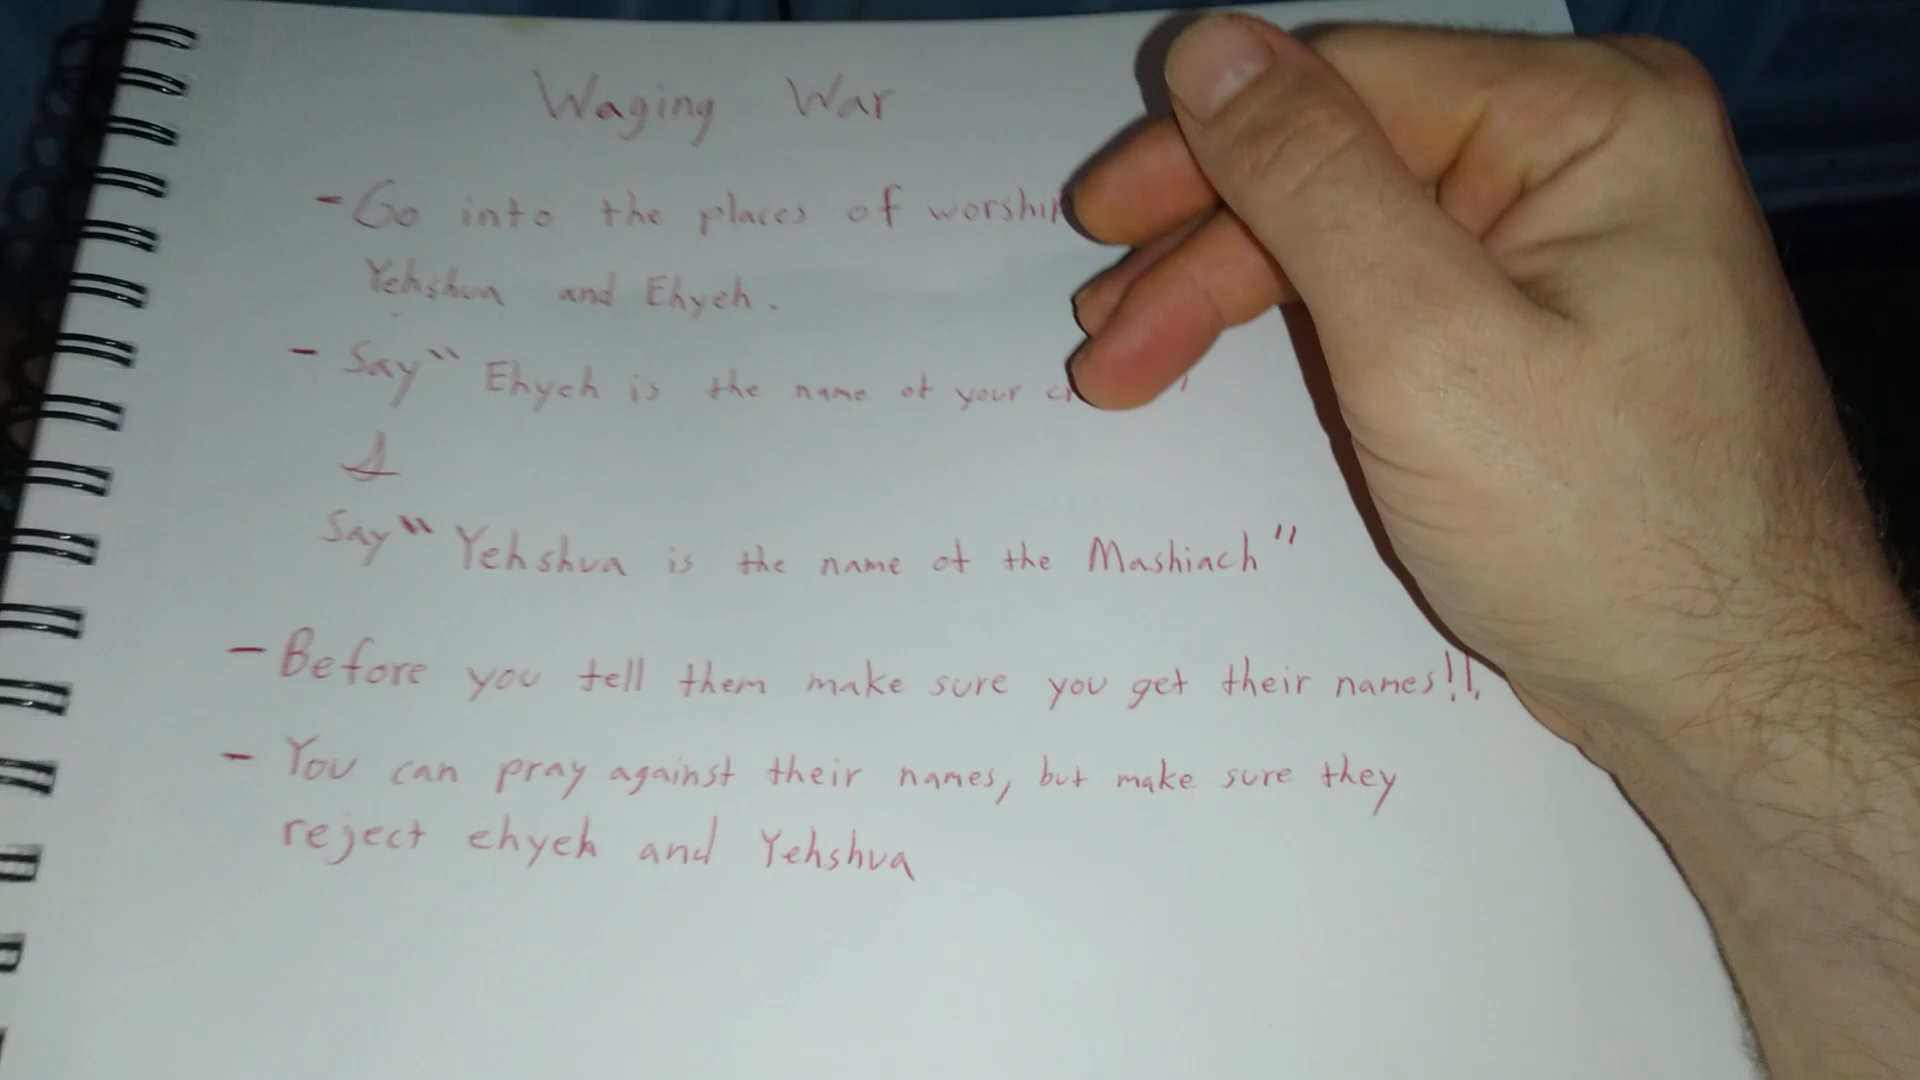 Waging War
- Go into the places of worship
Yehshua and Ehyeh.
- Say " Ehyeh is the name of your
&
Say " Yehshua is the name of the Mashiach "
- Before you tell them make sure you get their names!!.
- You can pray against their names, but make sure they
reject ehyeh and Yehshua